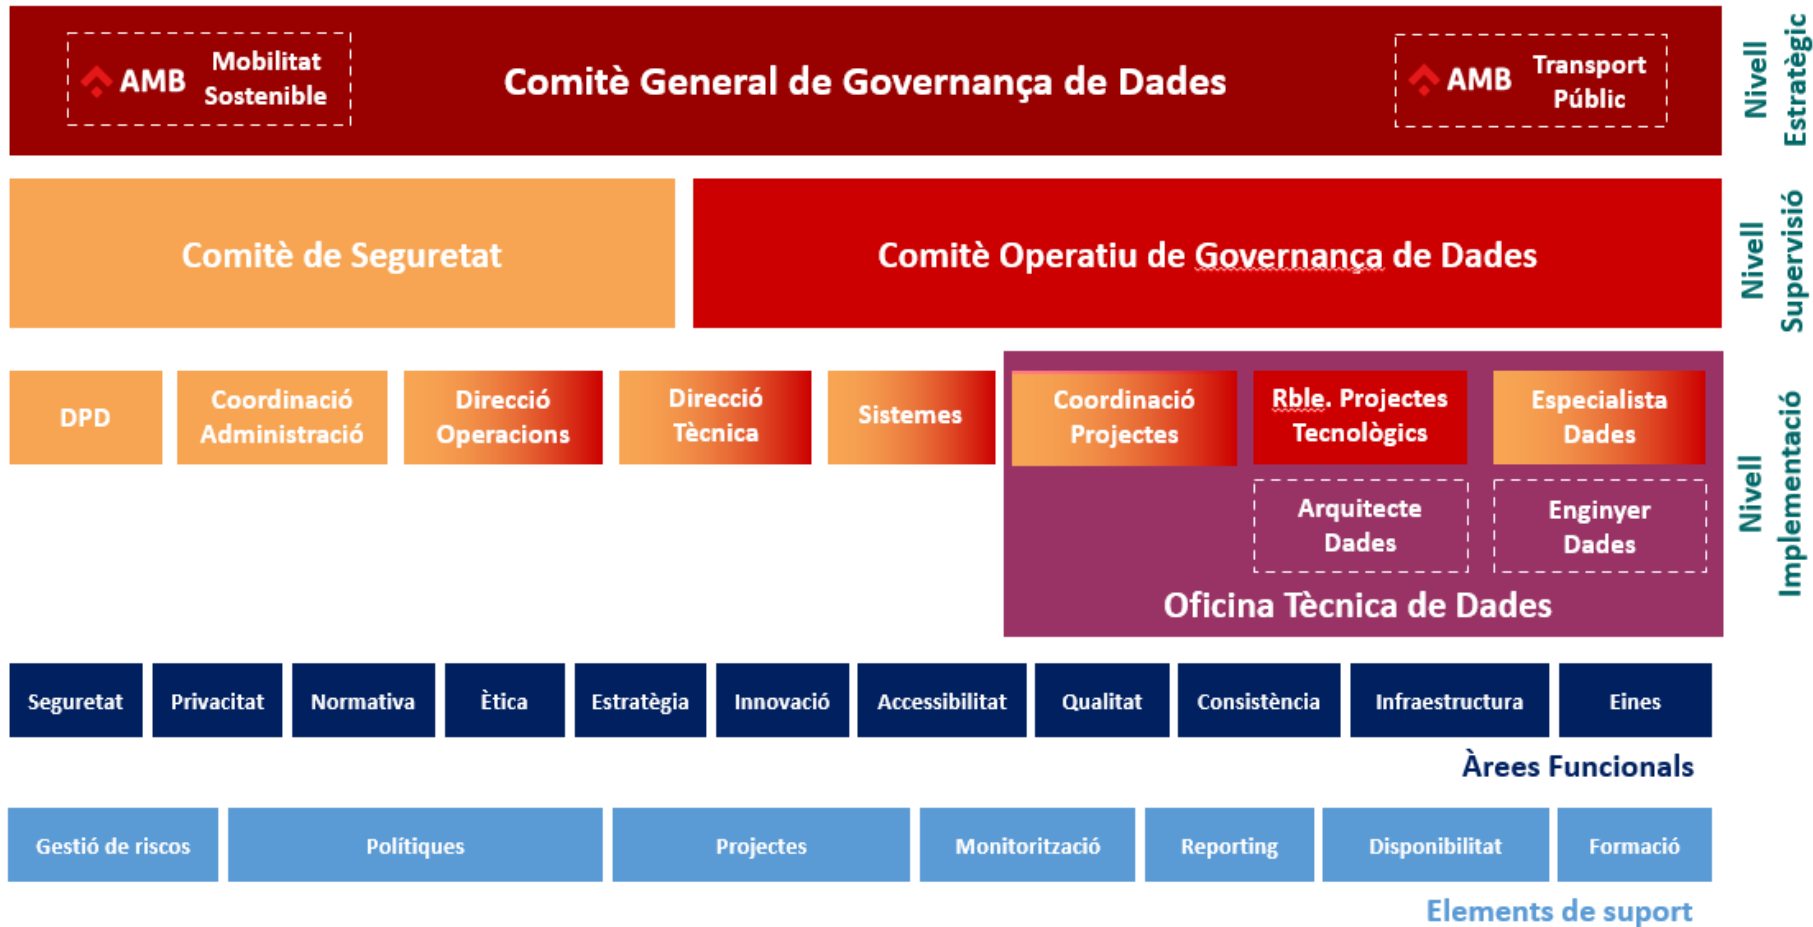 AMB
Mobilitat
Sostenible
Comitè General de Governança de Dades
AMB
Transport
Públic
Nivell
Estratègic
Comitè de Seguretat
Comitè Operatiu de Governança de Dades
Nivell
Supervisió
DPD
Coordinació
Administració
Direcció
Operacions
Direcció
Tècnica
Sistemes
Coordinació
Projectes
Rble. Projectes
Tecnològics
Especialista
Dades
Arquitecte
Dades
Enginyer
Dades
Oficina Tècnica de Dades
Nivell
Implementació
Seguretat
Privacitat
Normativa
Ètica
Estratègia
Innovació
Accessibilitat
Qualitat
Consistència
Infraestructura
Eines
Àrees Funcionals
Gestió de riscos
Polítiques
Projectes
Monitorització
Reporting
Disponibilitat
Formació
Elements de suport